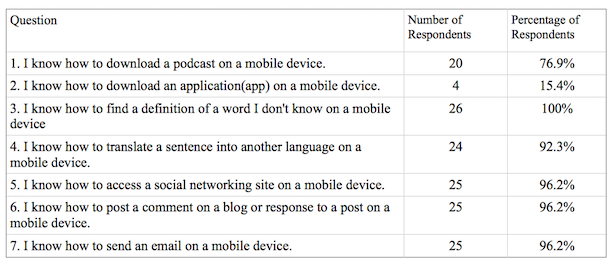 Question Number of Respondents Percentage of Respondents
1. I know how to download a podcast on a mobile device. 20 76.9%
2. I know how to download an application(app) on a mobile device. 4 15.4%
3. I know how to find a definition of a word I don't know on a mobile 26 100%
device
4. I know how to translate a sentence into another language on a 24 92.3%
mobile device.
5. I know how to access a social networking site on a mobile device. 25 96.2%
6. I know how to post a comment on a blog or response to a post on a 25 96.2%
mobile device.
7. I know how to send an email on a mobile device. 25 96.2%